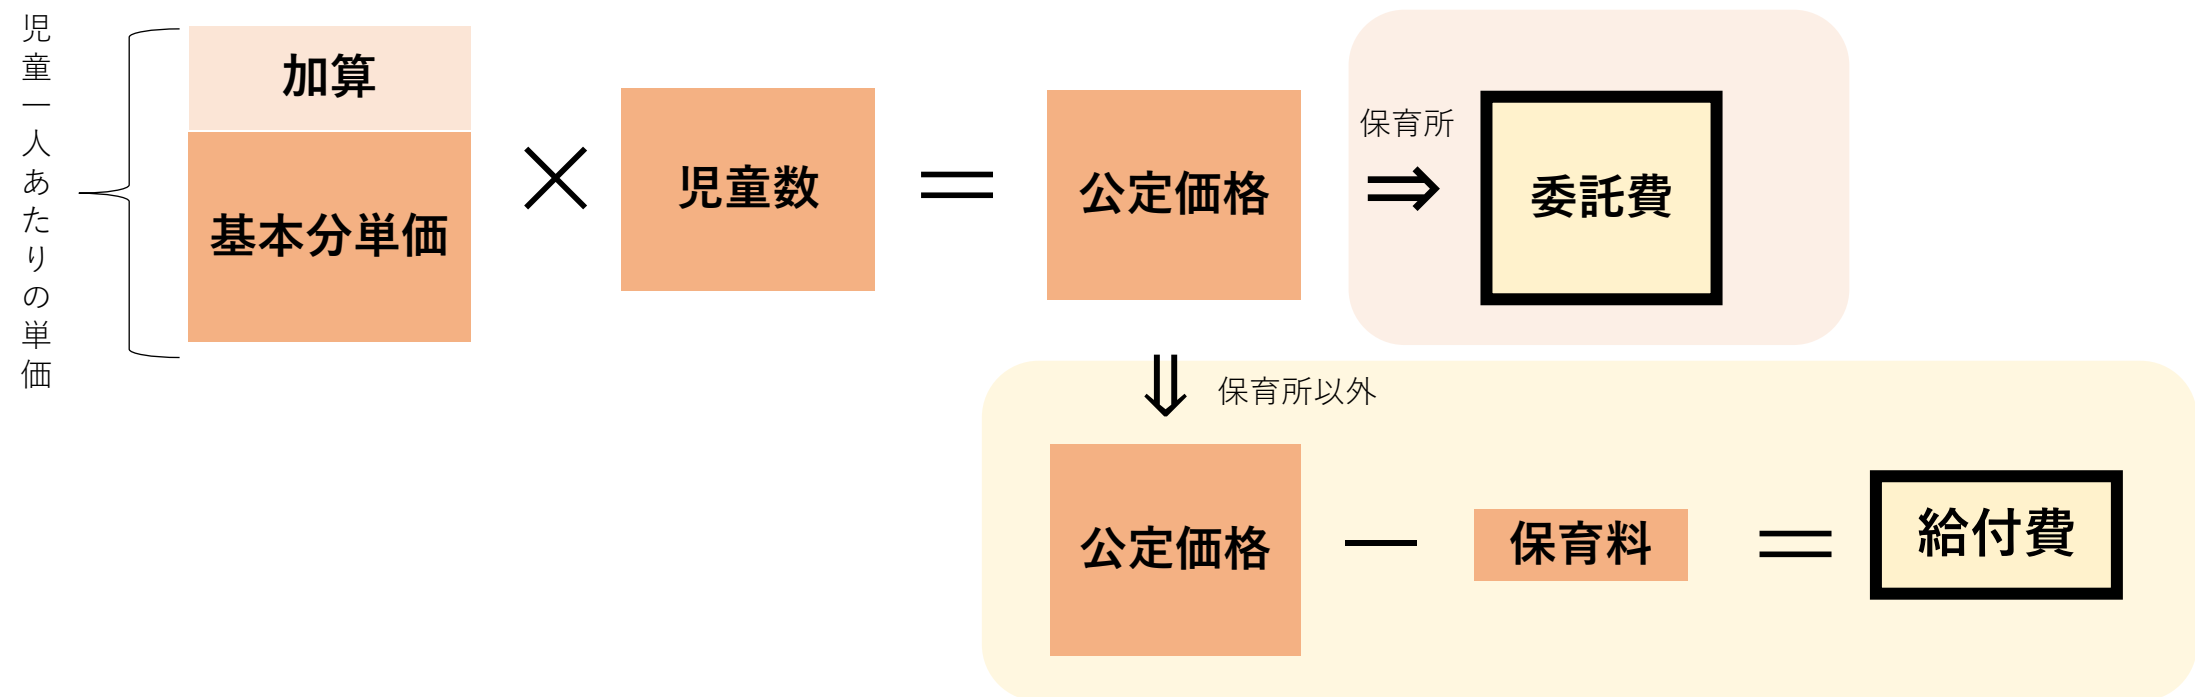 児童一人あたりの単価
加算
基本分単価
×
児童数
=
公定価格
保育所
⇒
委託費
⇓
保育所以外
公定価格
―
保育料
=
給付費